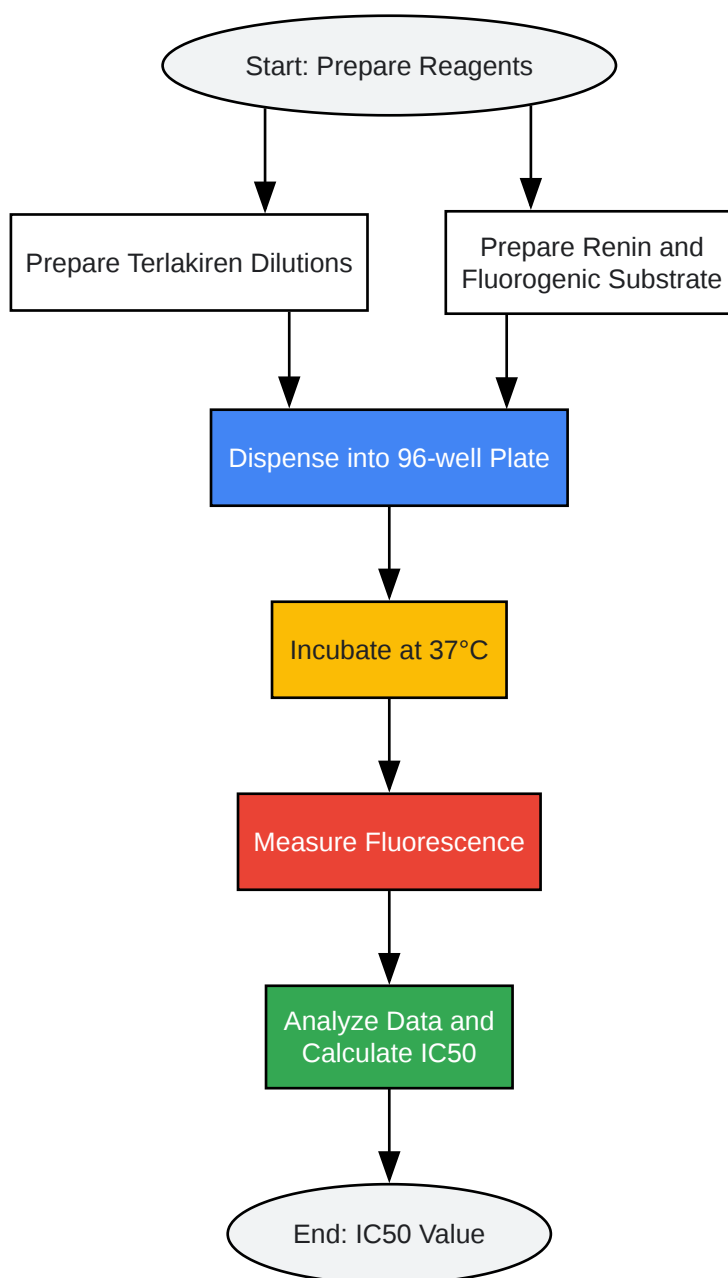 Start: Prepare Reagents
Prepare Terlakiren Dilutions
Prepare Renin and
Fluorogenic Substrate
Dispense into 96-well Plate
Incubate at 37°C
Measure Fluorescence
Analyze Data and
Calculate IC50
End: IC50 Value